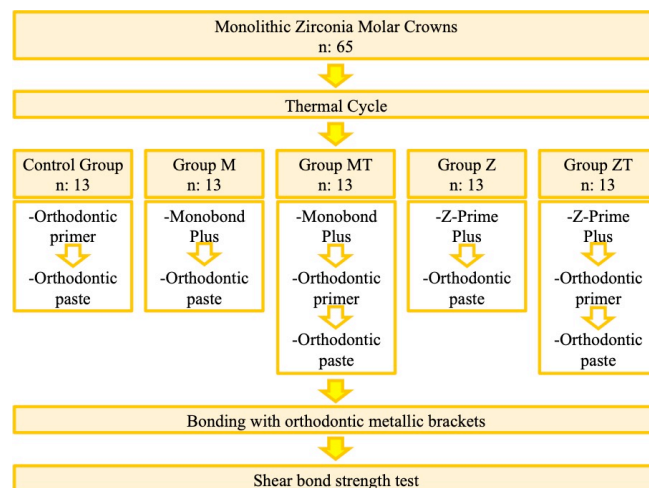 Monolithic Zirconia Molar Crowns
n: 65
Thermal Cycle
Control Group
n: 13
-Orthodontic
primer
-Orthodontic
paste
Group M
n: 13
-Monobond
Plus
-Orthodontic
paste
Group MT
n: 13
-Monobond
Plus
-Orthodontic
primer
-Orthodontic
paste
Group Z
n: 13
-Z-Prime
Plus
-Orthodontic
paste
Group ZT
n: 13
-Z-Prime
Plus
-Orthodontic
primer
-Orthodontic
paste
Bonding with orthodontic metallic brackets
Shear bond strength test